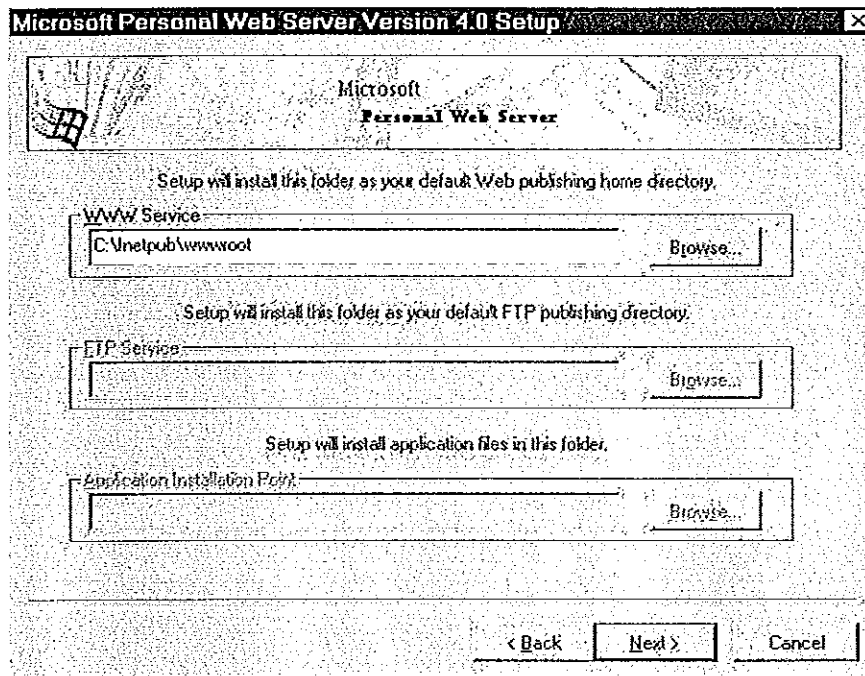 Microsoft Personal Web Server Version 4.0 Setup
Microsoft
Personal Web Server
Setup will install this folder as your default Web publishing home directory.
WWW Service
C:\Inetpub\wwwroot
Browse...
Setup will install this folder as your default FTP publishing directory.
FTP Service
Browse...
Setup will install application files in this folder.
Application Installation Point
Browse...
< Back Next > Cancel